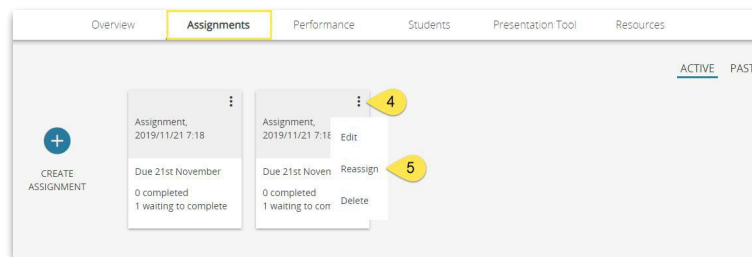 Overview Assignments Performance Students Presentation Tool Resources
ACTIVE PAST
Assignment,
2019/11/21 7:18
Due 21st November
0 completed
1 waiting to complete
Assignment,
2019/11/21 7:18
Due 21st Noven
0 completed
1 waiting to con
4
Edit
Reassign
5
Delete
CREATE
ASSIGNMENT